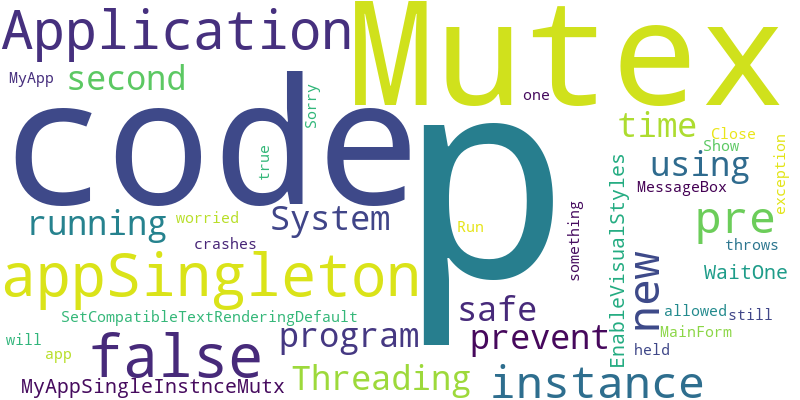 Application
Mutex
MyApp
second
one
code
p
Sorry
true
time
Close
Show
using
exception
MessageBox
running
worried
System
Run
something
EnableVisualStyles
pre
crashes
throws
appSingleton
new
WaitOne
SetCompatibleTextRenderingDefault
safe
allowed
still
will
app
false
program
prevent
MainForm
held
MyAppSingleInstnceMutx
Threading
instance